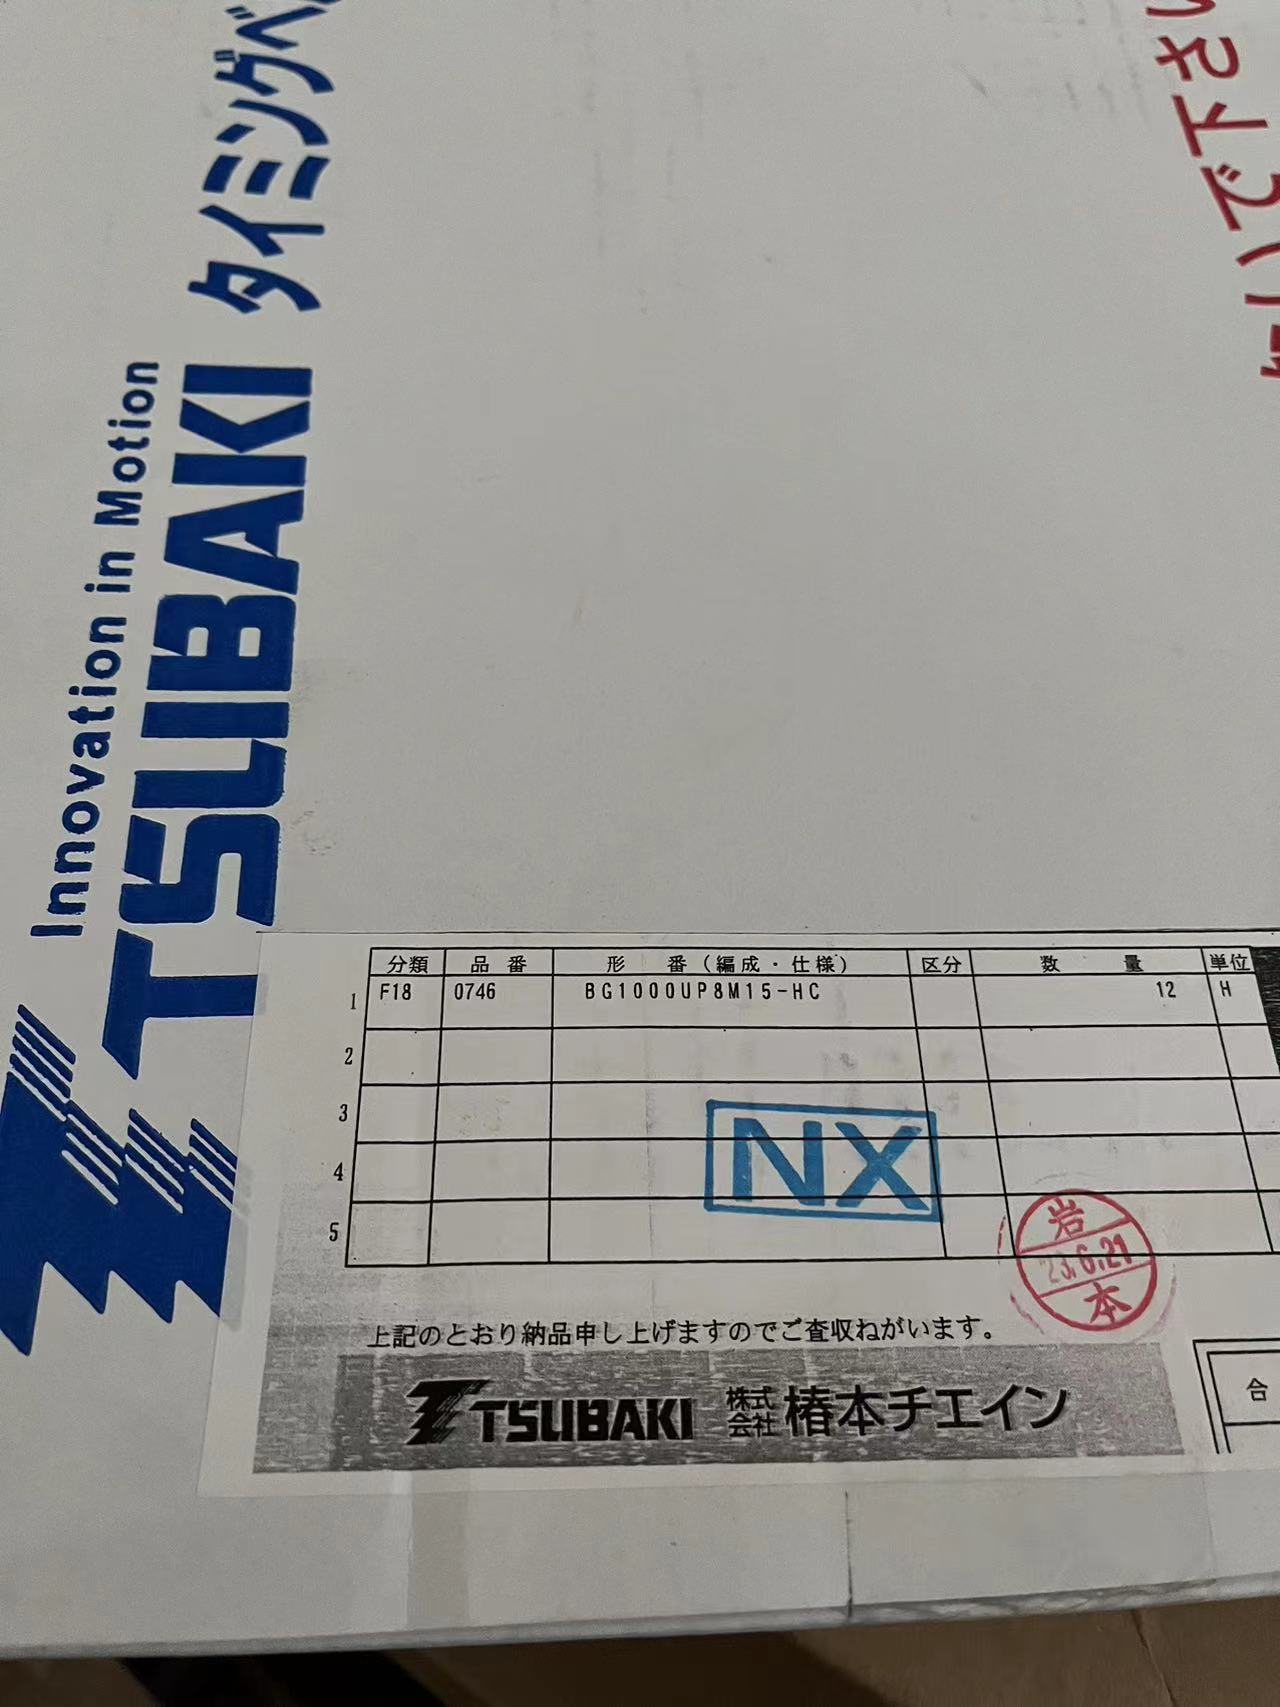 Innovation in Motion
TSUBAKI タイミングベ
さい
下
で
分類 品番 形番(編成・仕様) 区分 数量 単位
1 F18 0746 BG1000UP8M15-HC 12 H
2
3
NX
4
5
岩
'23.6.21
本
上記のとおり納品申し上げますのでご査収ねがいます。
TSUBAKI 株式会社 椿本チエイン
合